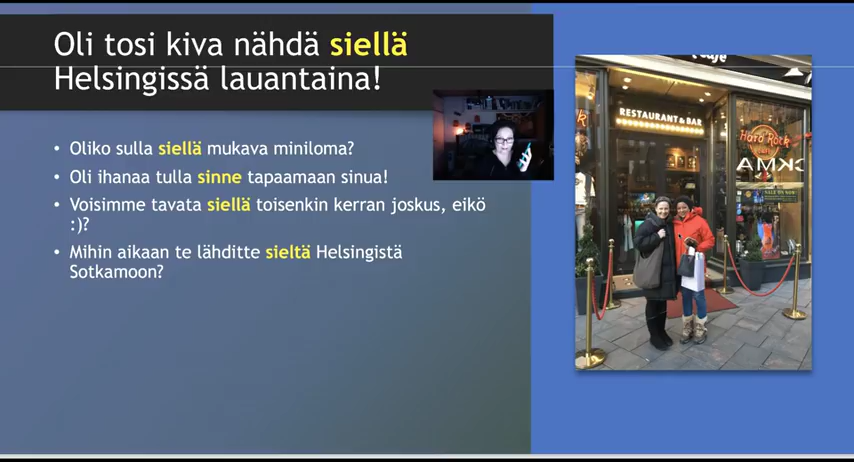 Oli tosi kiva nähdä siellä
Helsingissä lauantaina!
• Oliko sulla siellä mukava miniloma?
• Oli ihanaa tulla sinne tapaamaan sinua!
• Voisimme tavata siellä toisenkin kerran joskus, eikö
:)?
• Mihin aikaan te lähditte sieltä Helsingistä
Sotkamoon?
RESTAURANT & BAR
Hard Rock